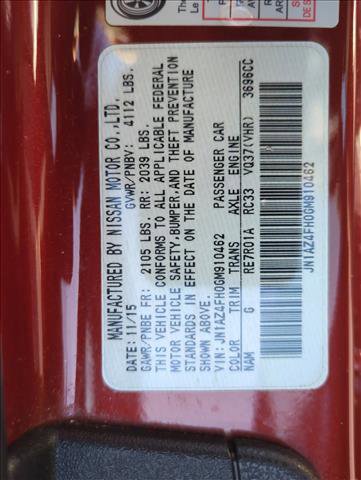 MANUFACTURED BY NISSAN MOTOR CO.,LTD.
DATE: 11/15 GVWR/PNBV: 4112 LBS.
GAWR/PNBE FR: 2105 LBS. RR: 2039 LBS.
THIS VEHICLE CONFORMS TO ALL APPLICABLE FEDERAL
MOTOR VEHICLE SAFETY,BUMPER,AND THEFT PREVENTION
STANDARDS IN EFFECT ON THE DATE OF MANUFACTURE
SHOWN ABOVE.
VIN: JN1AZ4FH0GM910462 PASSENGER CAR
COLOR TRIM TRANS AXLE ENGINE
NAM G RE7R01A RC33 VQ37(VHR) 3696CC
JN1AZ4FH0GM910462